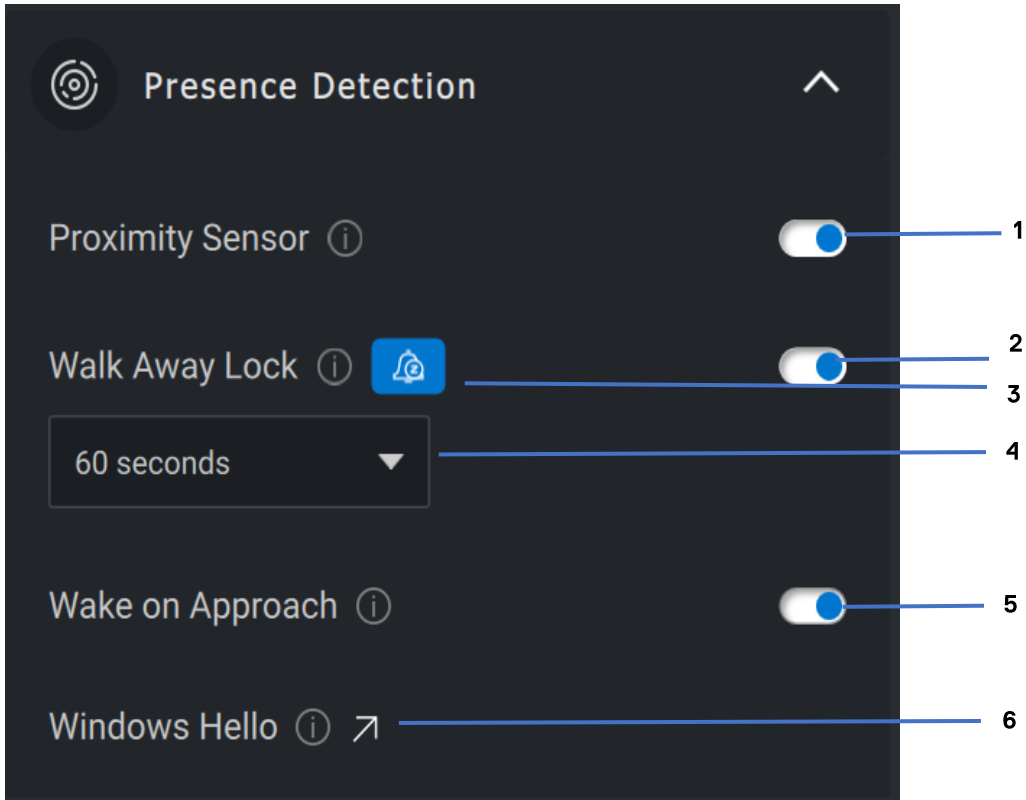 Presence Detection
Proximity Sensor
1
Walk Away Lock
2
3
60 seconds
4
Wake on Approach
5
Windows Hello
6